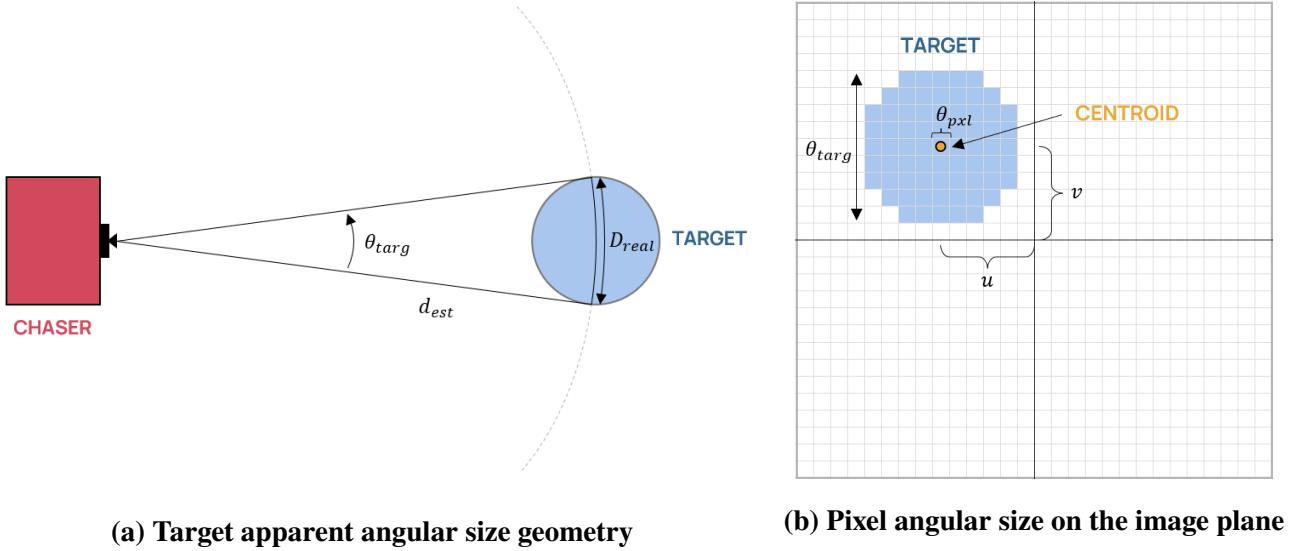 θ_targ
D_real
TARGET
d_est
CHASER
(a) Target apparent angular size geometry
TARGET
θ_pxl
CENTROID
θ_targ
v
u
(b) Pixel angular size on the image plane